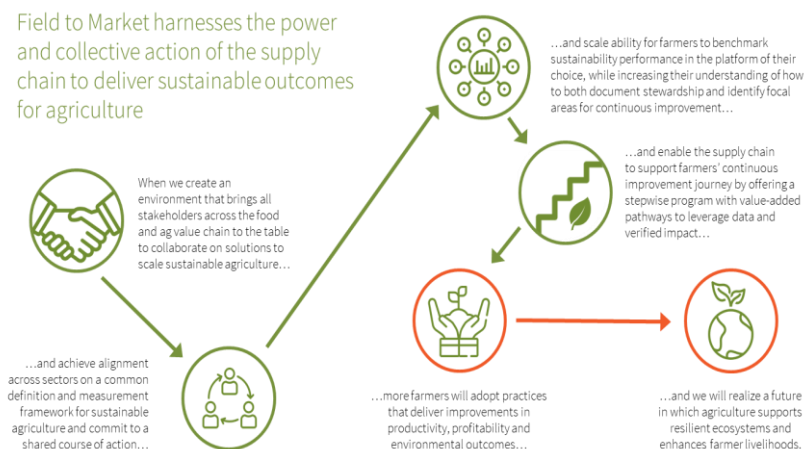 Field to Market harnesses the power
and collective action of the supply
chain to deliver sustainable outcomes
for agriculture
When we create an
environment that brings all
stakeholders across the food
and ag value chain to the table
to collaborate on solutions to
scale sustainable agriculture…
…and achieve alignment
across sectors on a common
definition and measurement
framework for sustainable
agriculture and commit to a
shared course of action…
…and scale ability for farmers to benchmark
sustainability performance in the platform of their
choice, while increasing their understanding of how
to both document stewardship and identify focal
areas for continuous improvement…
…and enable the supply chain
to support farmers’ continuous
improvement journey by offering a
stepwise program with value-added
pathways to leverage data and
verified impact…
…more farmers will adopt practices
that deliver improvements in
productivity, profitability and
environmental outcomes…
…and we will realize a future
in which agriculture supports
resilient ecosystems and
enhances farmer livelihoods.